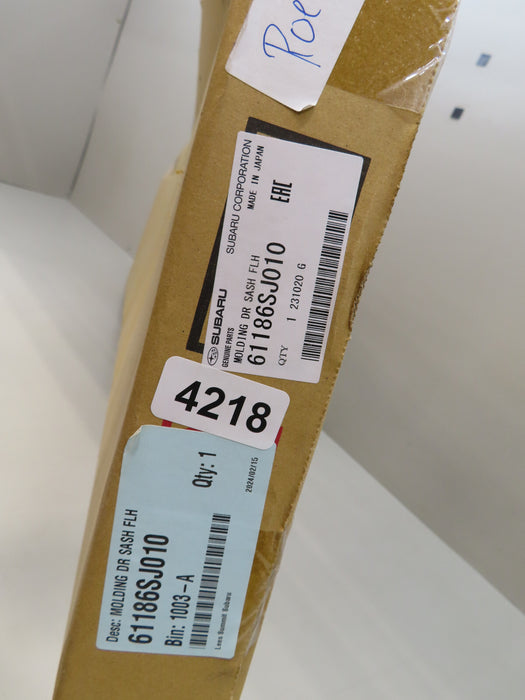 SUBARU
SUBARU CORPORATION
GENUINE PARTS
MADE IN JAPAN
MOLDING DR SASH FLH
61186SJ010
EAC
QTY 1 231020 G
4218
Desc: MOLDING DR SASH FLH
61186SJ010
Bin: 1003-A
Qty: 1
2024/02/15
Lees Summit Subaru